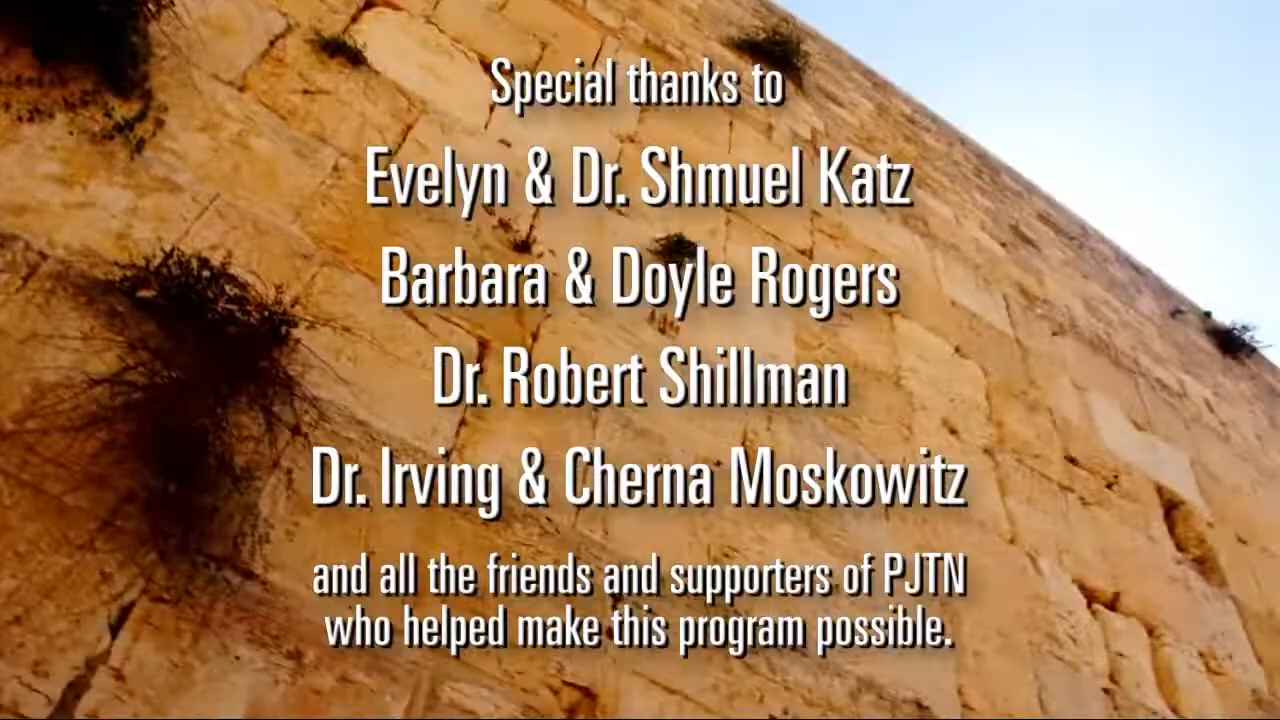 Special thanks to
Evelyn & Dr. Shmuel Katz
Barbara & Doyle Rogers
Dr. Robert Shillman
Dr. Irving & Cherna Moskowitz
and all the friends and supporters of PJTN
who helped make this program possible.